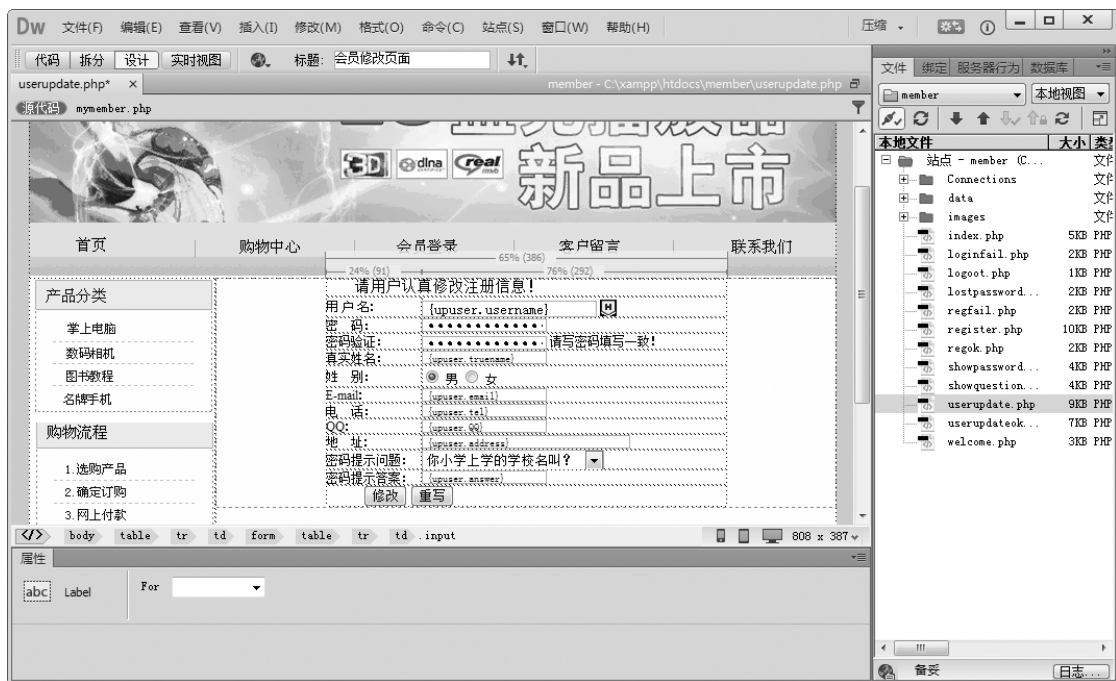 Dw 文件(F) 编辑(E) 查看(V) 插入(I) 修改(M) 格式(O) 命令(C) 站点(S) 窗口(W) 帮助(H) 压缩
代码 拆分 设计 实时视图 标题: 会员修改页面
userupdate.php* × member - C:\xampp\htdocs\member\userupdate.php
源代码 mymember.php
dlna real
新品上市
首页 购物中心 会员登录 客户留言 联系我们
65% (386)
24% (91) 76% (292)
产品分类
掌上电脑
数码相机
图书教程
名牌手机
购物流程
1.选购产品
2.确定订购
3.网上付款
请用户认真修改注册信息!
用户名: {upuser.username}
密 码: ••••••••••••
密码验证: ••••••••••••• 请写密码填写一致!
真实姓名: {upuser.truename}
姓 别: 男 女
E-mail: {upuser.email}
电 话: {upuser.tel}
QQ: {upuser.QQ}
地 址: {upuser.address}
密码提示问题: 你小学上学的学校名叫?
密码提示答案: {upuser.answer}
修改 重写
body table tr td form table tr td .input 808 x 387
属性
abc Label For
文件 绑定 服务器行为 数据库
member 本地视图
本地文件 大小
站点 - member (C...
Connections
data
images
index.php 5KB PHP
loginfail.php 2KB PHP
logoot.php 1KB PHP
lostpassword... 2KB PHP
regfail.php 2KB PHP
register.php 10KB PHP
regok.php 2KB PHP
showpassword... 4KB PHP
showquestion... 4KB PHP
userupdate.php 9KB PHP
userupdateok... 7KB PHP
welcome.php 3KB PHP
备妥 日志...